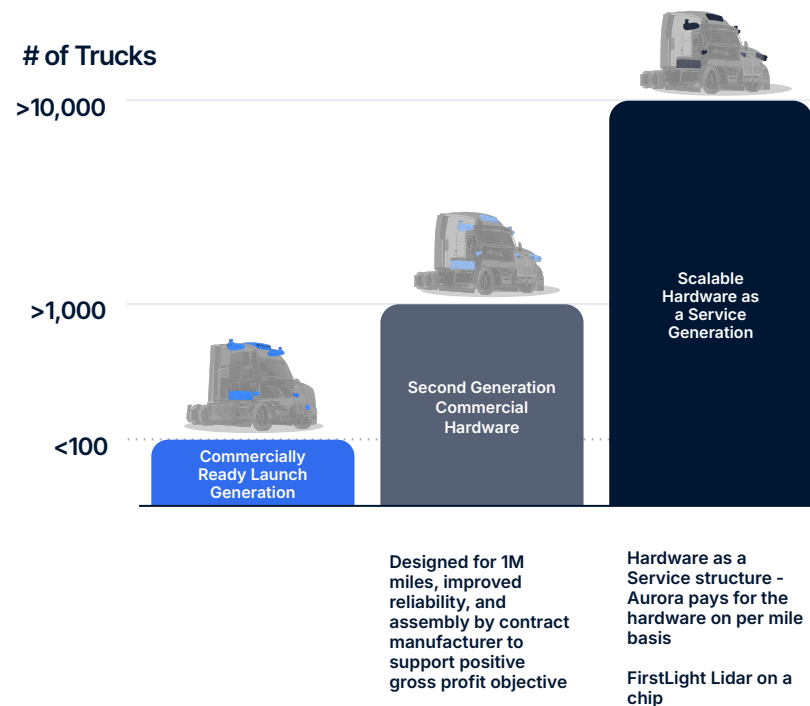 # of Trucks
>10,000
>1,000
<100
Commercially
Ready Launch
Generation
Second Generation
Commercial
Hardware
Scalable
Hardware as
a Service
Generation
Designed for 1M
miles, improved
reliability, and
assembly by contract
manufacturer to
support positive
gross profit objective
Hardware as a
Service structure -
Aurora pays for the
hardware on per mile
basis
FirstLight Lidar on a
chip